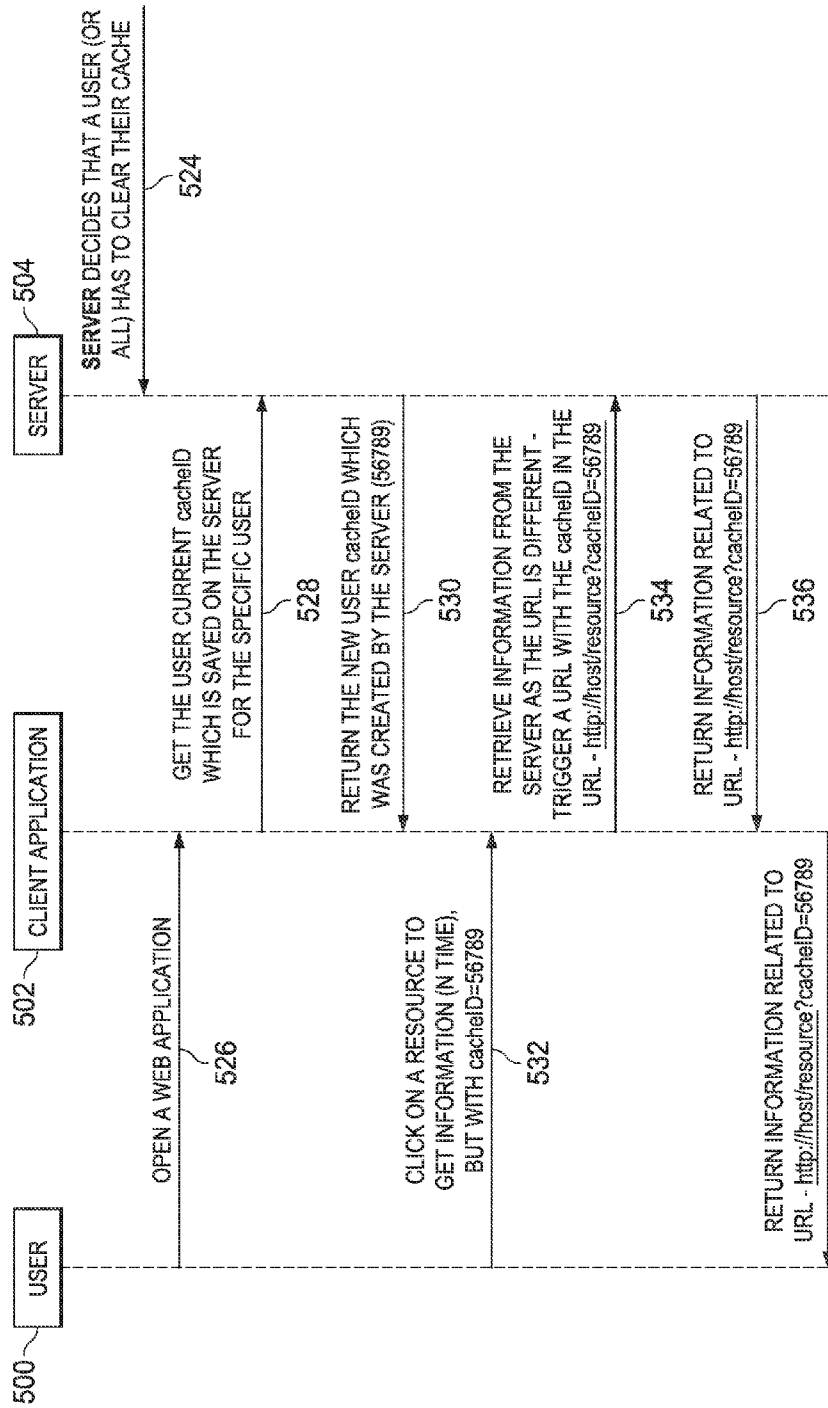 500
USER
502
CLIENT APPLICATION
SERVER
504
SERVER DECIDES THAT A USER (OR
ALL) HAS TO CLEAR THEIR CACHE
524
OPEN A WEB APPLICATION
526
GET THE USER CURRENT cacheID
WHICH IS SAVED ON THE SERVER
FOR THE SPECIFIC USER
528
RETURN THE NEW USER cacheID WHICH
WAS CREATED BY THE SERVER (56789)
530
CLICK ON A RESOURCE TO
GET INFORMATION (N TIME),
BUT WITH cacheID=56789
532
RETRIEVE INFORMATION FROM THE
SERVER AS THE URL IS DIFFERENT -
TRIGGER A URL WITH THE cacheID IN THE
URL - http://host/resource?cacheID=56789
534
RETURN INFORMATION RELATED TO
URL - http://host/resource?cacheID=56789
536
RETURN INFORMATION RELATED TO
URL - http://host/resource?cacheID=56789